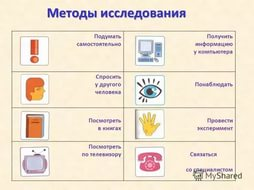 Методы исследования
Подумать
самостоятельно
Получить
информацию
у компьютера
Спросить
у другого
человека
Понаблюдать
Посмотреть
в книгах
Провести
эксперимент
Посмотреть
по телевизору
Связаться
со специалистом
MyShared